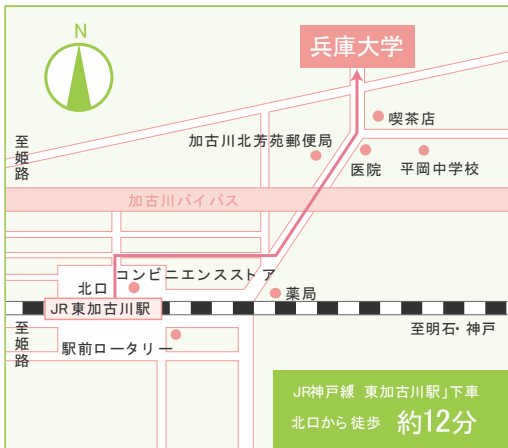 N
兵庫大学
喫茶店
至姫路
加古川北芳苑郵便局
医院
平岡中学校
加古川バイパス
コンビニエンスストア
北口
薬局
JR東加古川駅
至姫路
至明石・神戸
駅前ロータリー
JR神戸線 東加古川駅」下車
北口から徒歩 約12分